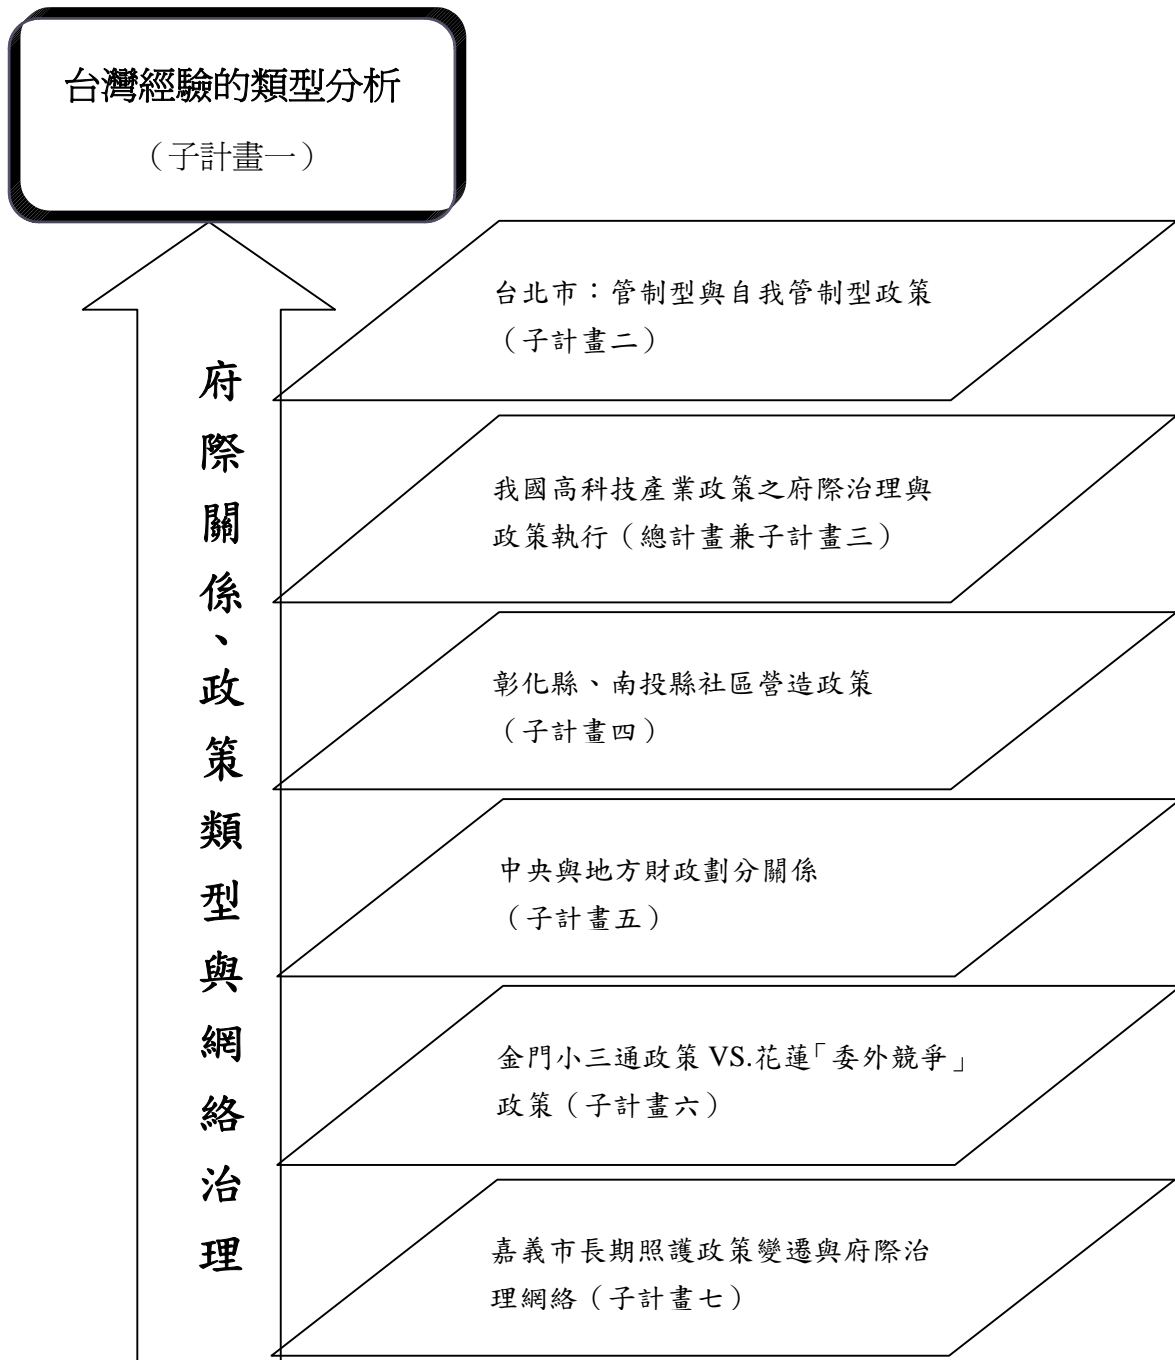 台灣經驗的類型分析
（子計畫一）
府際關係、政策類型與網絡治理
台北市：管制型與自我管制型政策
（子計畫二）
我國高科技產業政策之府際治理與
政策執行（總計畫兼子計畫三）
彰化縣、南投縣社區營造政策
（子計畫四）
中央與地方財政劃分關係
（子計畫五）
金門小三通政策 VS.花蓮「委外競爭」
政策（子計畫六）
嘉義市長期照護政策變遷與府際治
理網絡（子計畫七）